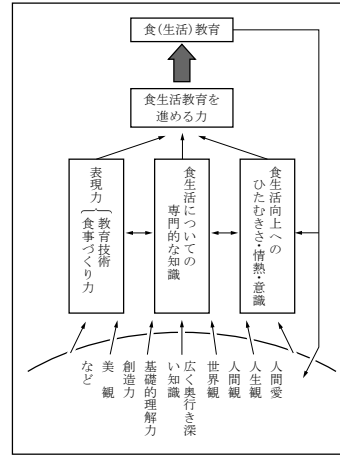 食(生活)教育
食生活教育を
進める力
食生活向上への
ひたむきさ・情熱・意識
食生活についての
専門的な知識
表現力
教育技術
食事づくり力
人間愛
人生観
人間観
世界観
広く奥行き深
い知識
基礎的理解力
創造力
美 観
など